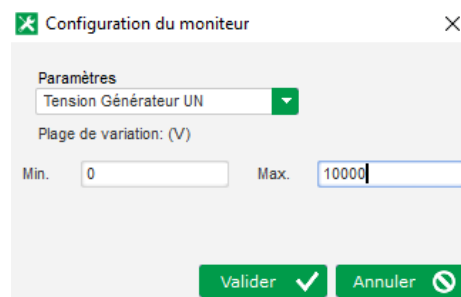 Configuration du moniteur
Paramètres
Tension Générateur UN
Plage de variation: (V)
Min. 0 Max. 10000
Valider Annuler